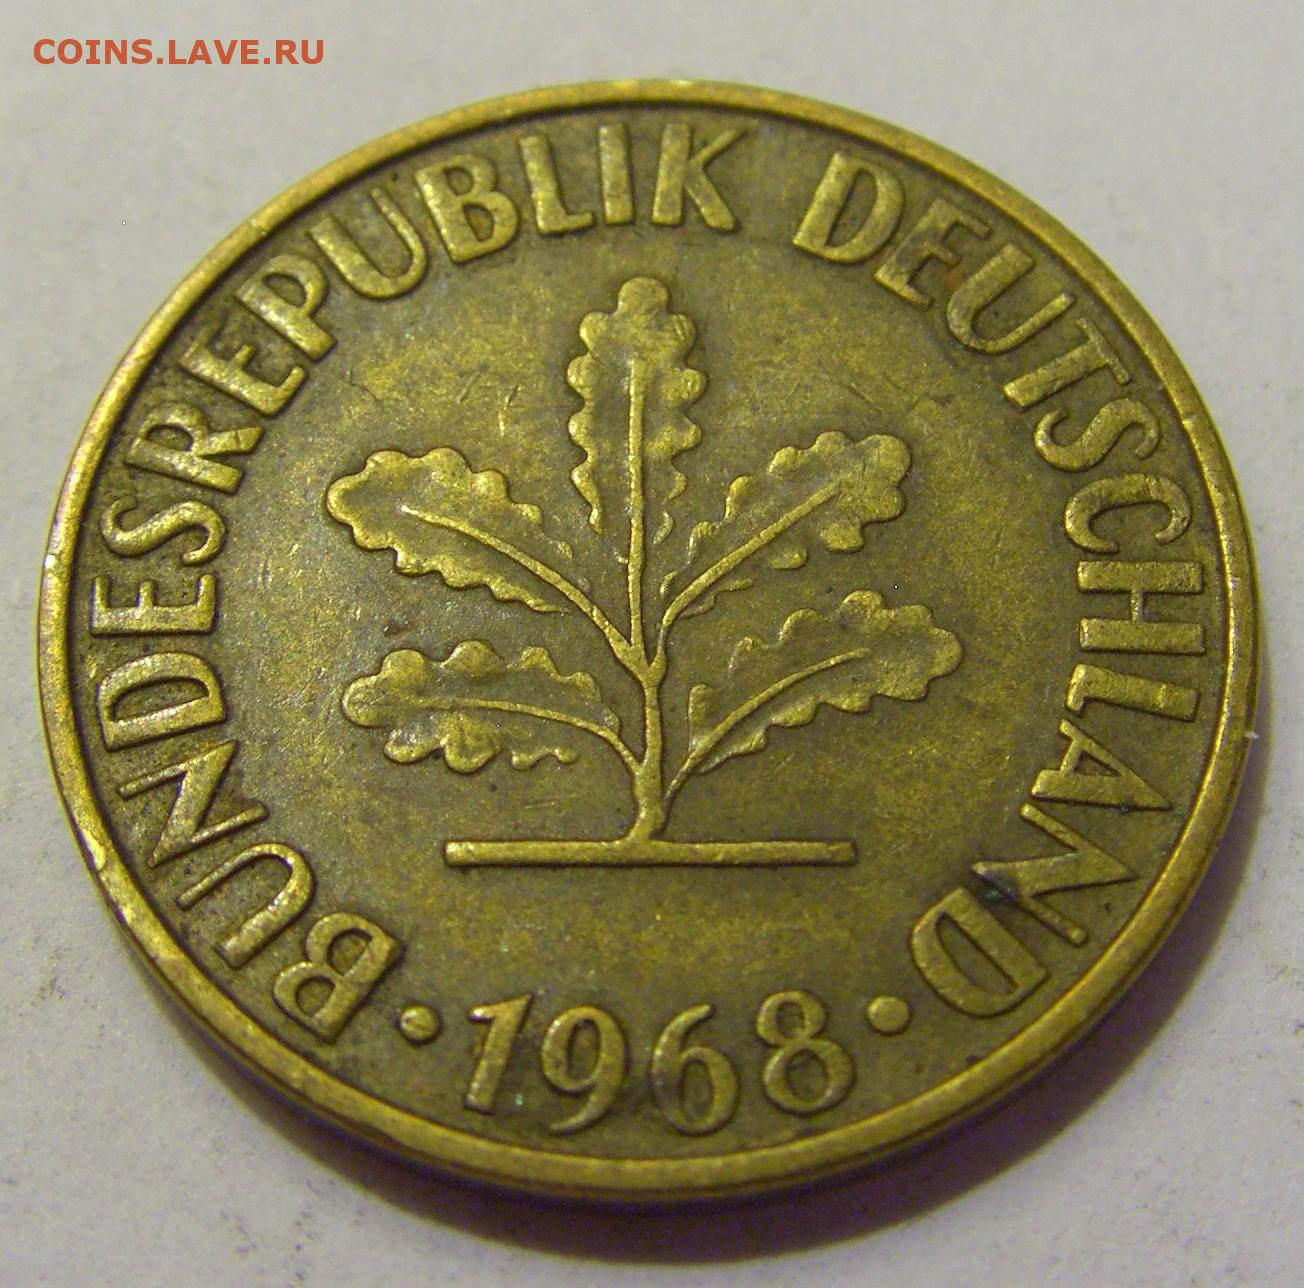 COINS.LAVE.RU
BUNDESREPUBLIK DEUTSCHLAND
· 1968 ·